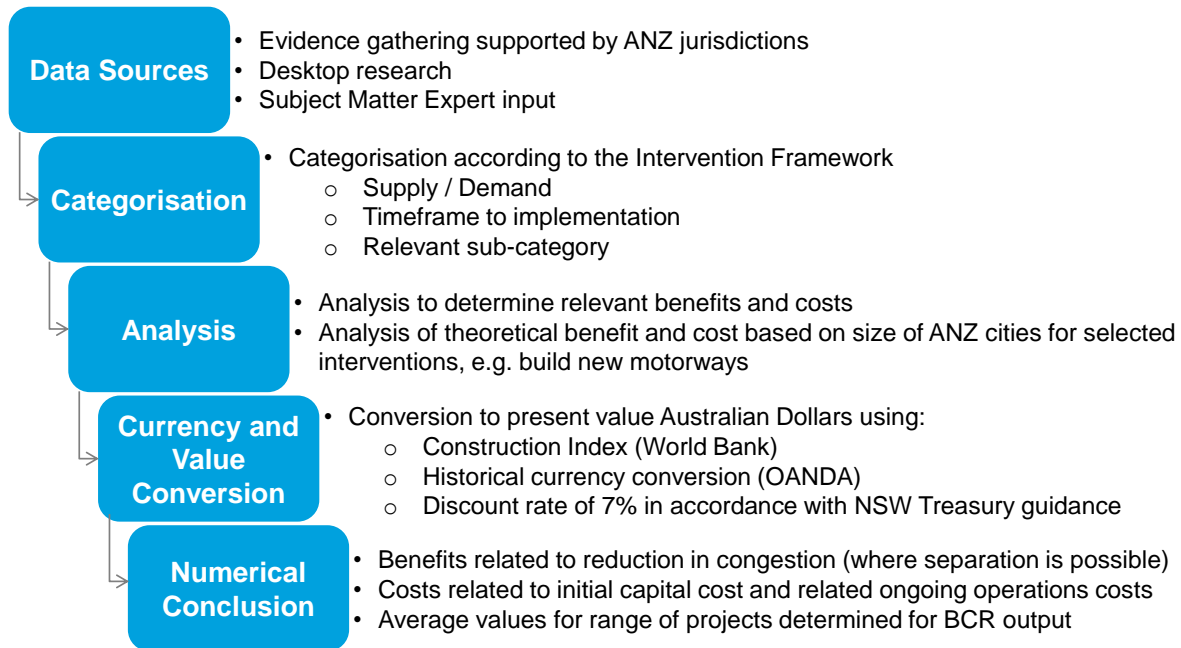 Data Sources
• Evidence gathering supported by ANZ jurisdictions
• Desktop research
• Subject Matter Expert input
Categorisation
• Categorisation according to the Intervention Framework
o Supply / Demand
o Timeframe to implementation
o Relevant sub-category
Analysis
• Analysis to determine relevant benefits and costs
• Analysis of theoretical benefit and cost based on size of ANZ cities for selected
interventions, e.g. build new motorways
Currency and
Value
Conversion
• Conversion to present value Australian Dollars using:
o Construction Index (World Bank)
o Historical currency conversion (OANDA)
o Discount rate of 7% in accordance with NSW Treasury guidance
Numerical
Conclusion
• Benefits related to reduction in congestion (where separation is possible)
• Costs related to initial capital cost and related ongoing operations costs
• Average values for range of projects determined for BCR output